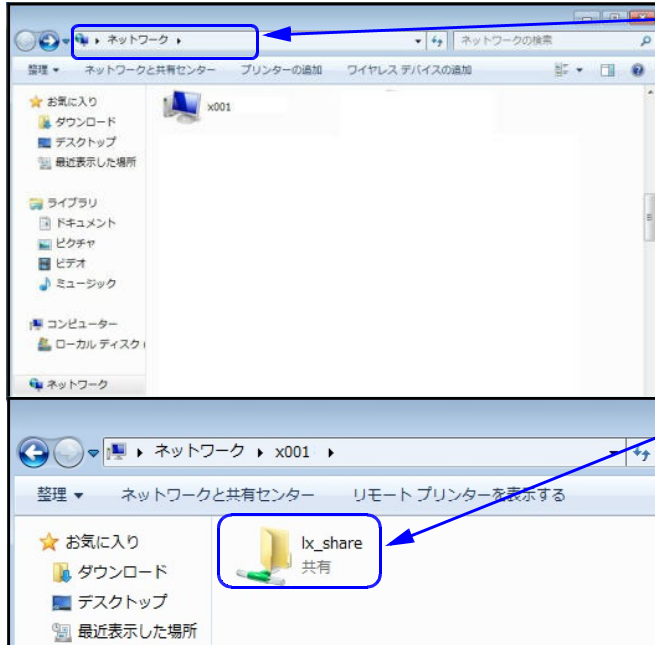 ネットワーク
ネットワークの検索
整理 ネットワークと共有センター プリンターの追加 ワイヤレス デバイスの追加
お気に入り
ダウンロード
デスクトップ
最近表示した場所
ライブラリ
ドキュメント
ピクチャ
ビデオ
ミュージック
コンピューター
ローカル ディスク (
ネットワーク
x001
ネットワーク x001
整理 ネットワークと共有センター リモート プリンターを表示する
お気に入り
ダウンロード
デスクトップ
最近表示した場所
lx_share
共有